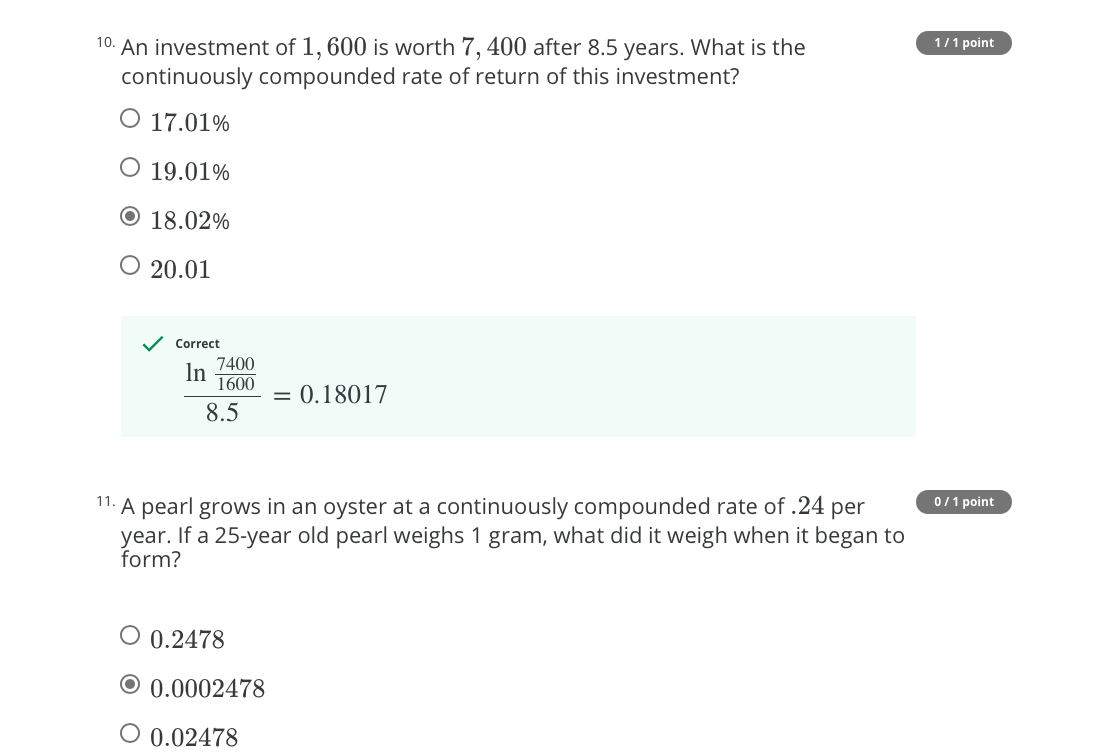 10. An investment of 1, 600 is worth 7, 400 after 8.5 years. What is the
1 / 1 point
continuously compounded rate of return of this investment?
17.01%
19.01%
18.02%
20.01
Correct
ln 7400/1600
8.5
= 0.18017
11. A pearl grows in an oyster at a continuously compounded rate of .24 per
0 / 1 point
year. If a 25-year old pearl weighs 1 gram, what did it weigh when it began to
form?
0.2478
0.0002478
0.02478